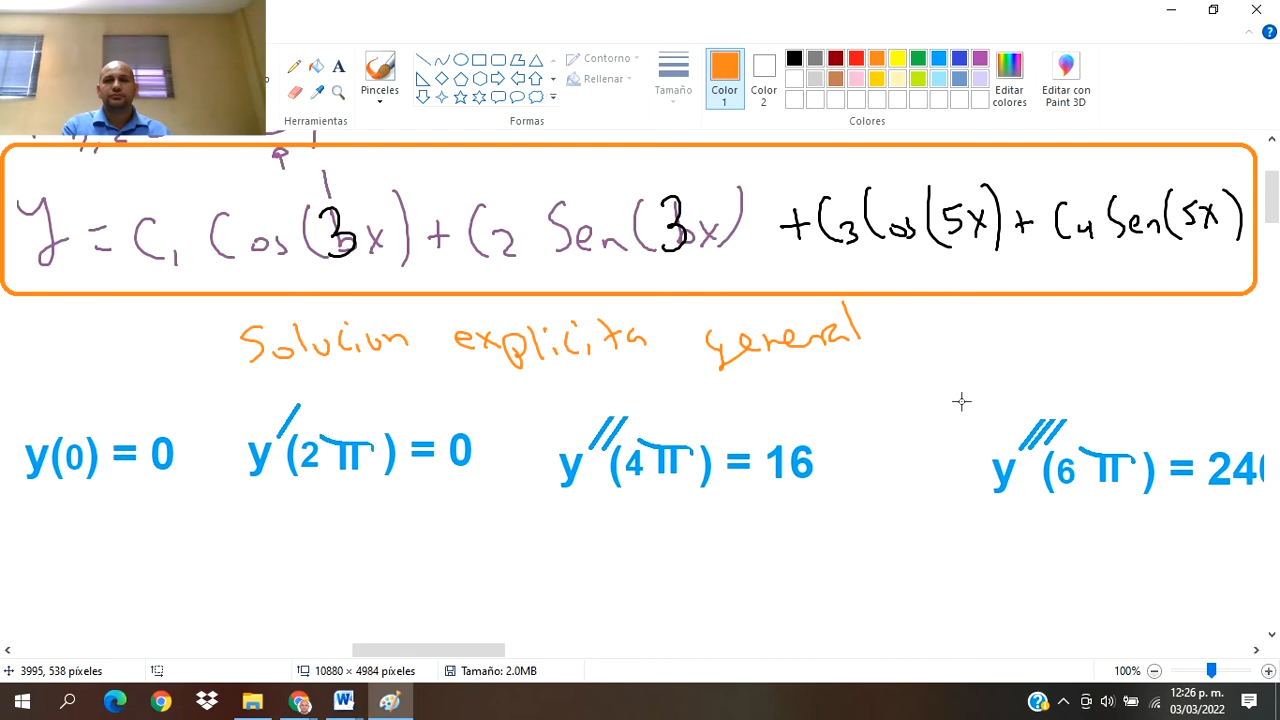 Contorno
Rellenar
Pinceles
Tamaño
Color 1
Color 2
Editar colores
Editar con Paint 3D
Herramientas
Formas
Colores
y = C1 Cos(3x) + C2 Sen(3x) + C3 Cos(5x) + C4 Sen(5x)
Solucion explicita general
y(0) = 0 y′(2π) = 0 y″(4π) = 16 y‴(6π) = 24
3995, 538 píxeles
10880 × 4984 píxeles
Tamaño: 2.0MB
100%
12:26 p. m.
03/03/2022